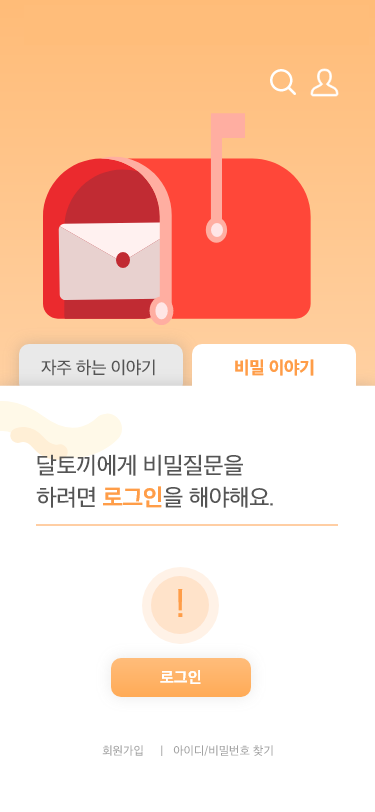 자주 하는 이야기
비밀 이야기
달토끼에게 비밀질문을
하려면 로그인을 해야해요.
!
로그인
회원가입 | 아이디/비밀번호 찾기